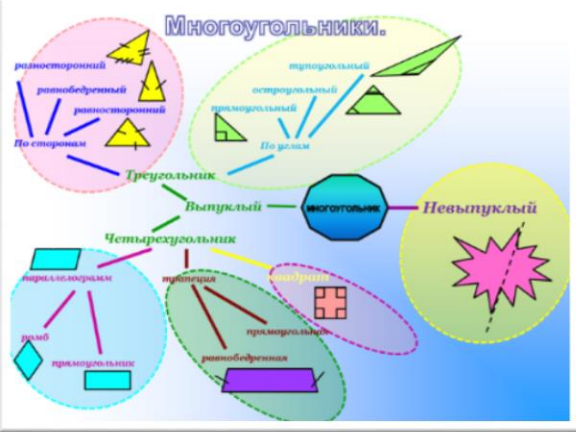 Многоугольники.
разносторонний
равнобедренный
равносторонний
По сторонам
тупоугольный
остроугольный
прямоугольный
По углам
Треугольник
Выпуклый
многоугольник
Невыпуклый
Четырехугольник
параллелограмм
трапеция
квадрат
ромб
прямоугольник
прямоугольная
равнобедренная